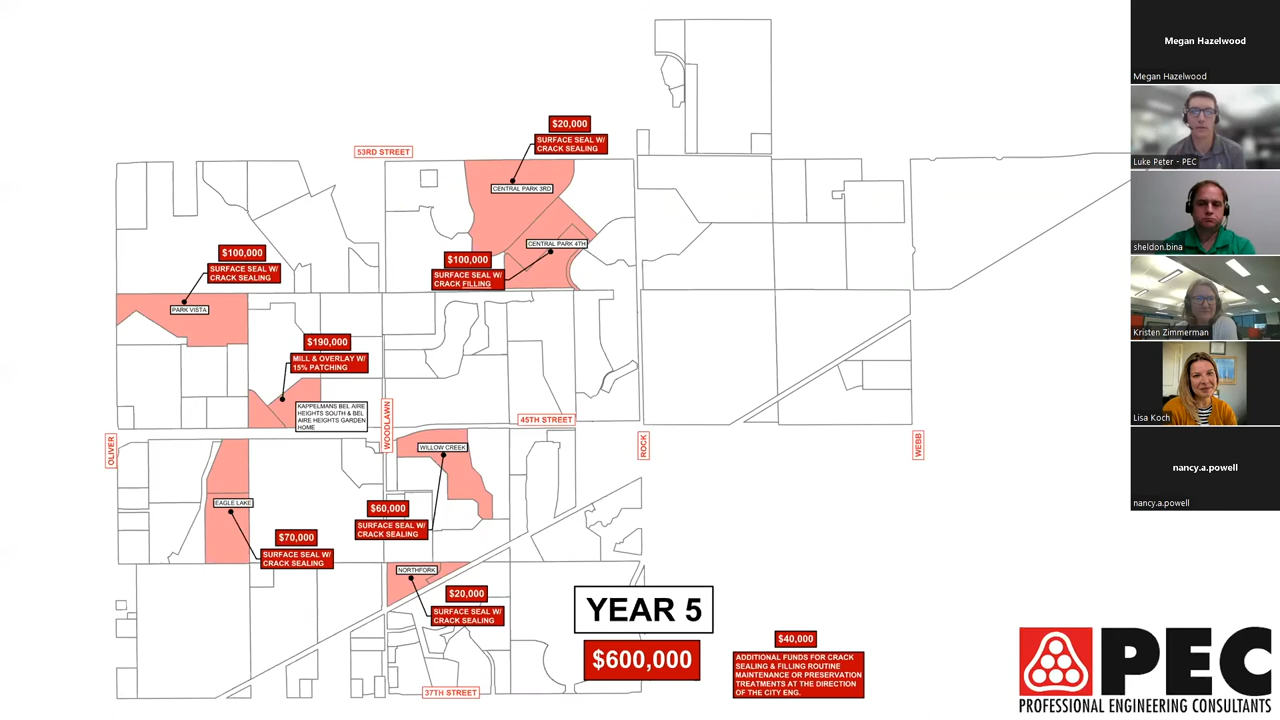 $20,000
SURFACE SEAL W/
CRACK SEALING
53RD STREET
CENTRAL PARK 3RD
CENTRAL PARK 4TH
$100,000
SURFACE SEAL W/
CRACK FILLING
$100,000
SURFACE SEAL W/
CRACK SEALING
PARK VISTA
$190,000
MILL & OVERLAY W/
15% PATCHING
KAPPELMANS BEL AIRE
HEIGHTS SOUTH & BEL
AIRE HEIGHTS GARDEN
HOME
WOODLAWN
45TH STREET
OLIVER
ROCK
WEBB
WILLOW CREEK
EAGLE LAKE
$60,000
SURFACE SEAL W/
CRACK SEALING
$70,000
SURFACE SEAL W/
CRACK SEALING
NORTHFORK
$20,000
SURFACE SEAL W/
CRACK SEALING
37TH STREET
YEAR 5
$600,000
$40,000
ADDITIONAL FUNDS FOR CRACK
SEALING & FILLING ROUTINE
MAINTENANCE OR PRESERVATION
TREATMENTS AT THE DIRECTION
OF THE CITY ENG.
PEC
PROFESSIONAL ENGINEERING CONSULTANTS
Megan Hazelwood
Megan Hazelwood
Luke Peter - PEC
sheldon.bina
Kristen Zimmerman
Lisa Koch
nancy.a.powell
nancy.a.powell